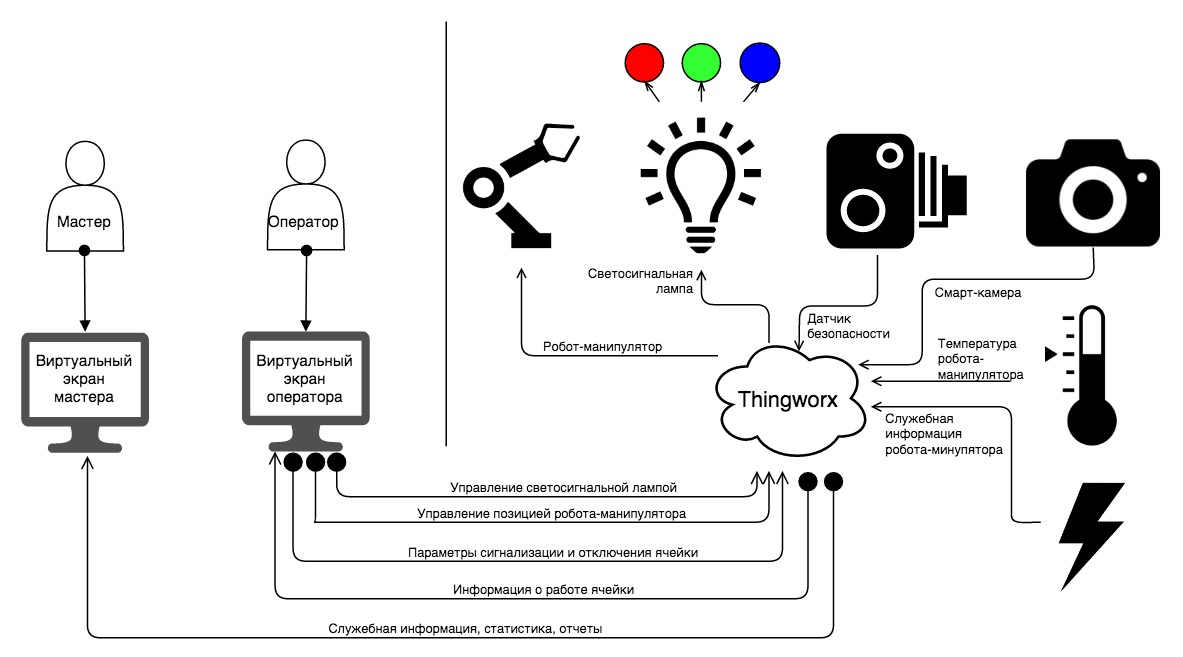 Мастер
Оператор
Виртуальный
экран
мастера
Виртуальный
экран
оператора
Светосигнальная
лампа
Робот-манипулятор
Датчик
безопасности
Смарт-камера
Температура
робота-
манипулятора
Служебная
информация
робота-минупятора
Thingworx
Управление светосигнальной лампой
Управление позицией робота-манипулятора
Параметры сигнализации и отключения ячейки
Информация о работе ячейки
Служебная информация, статистика, отчеты